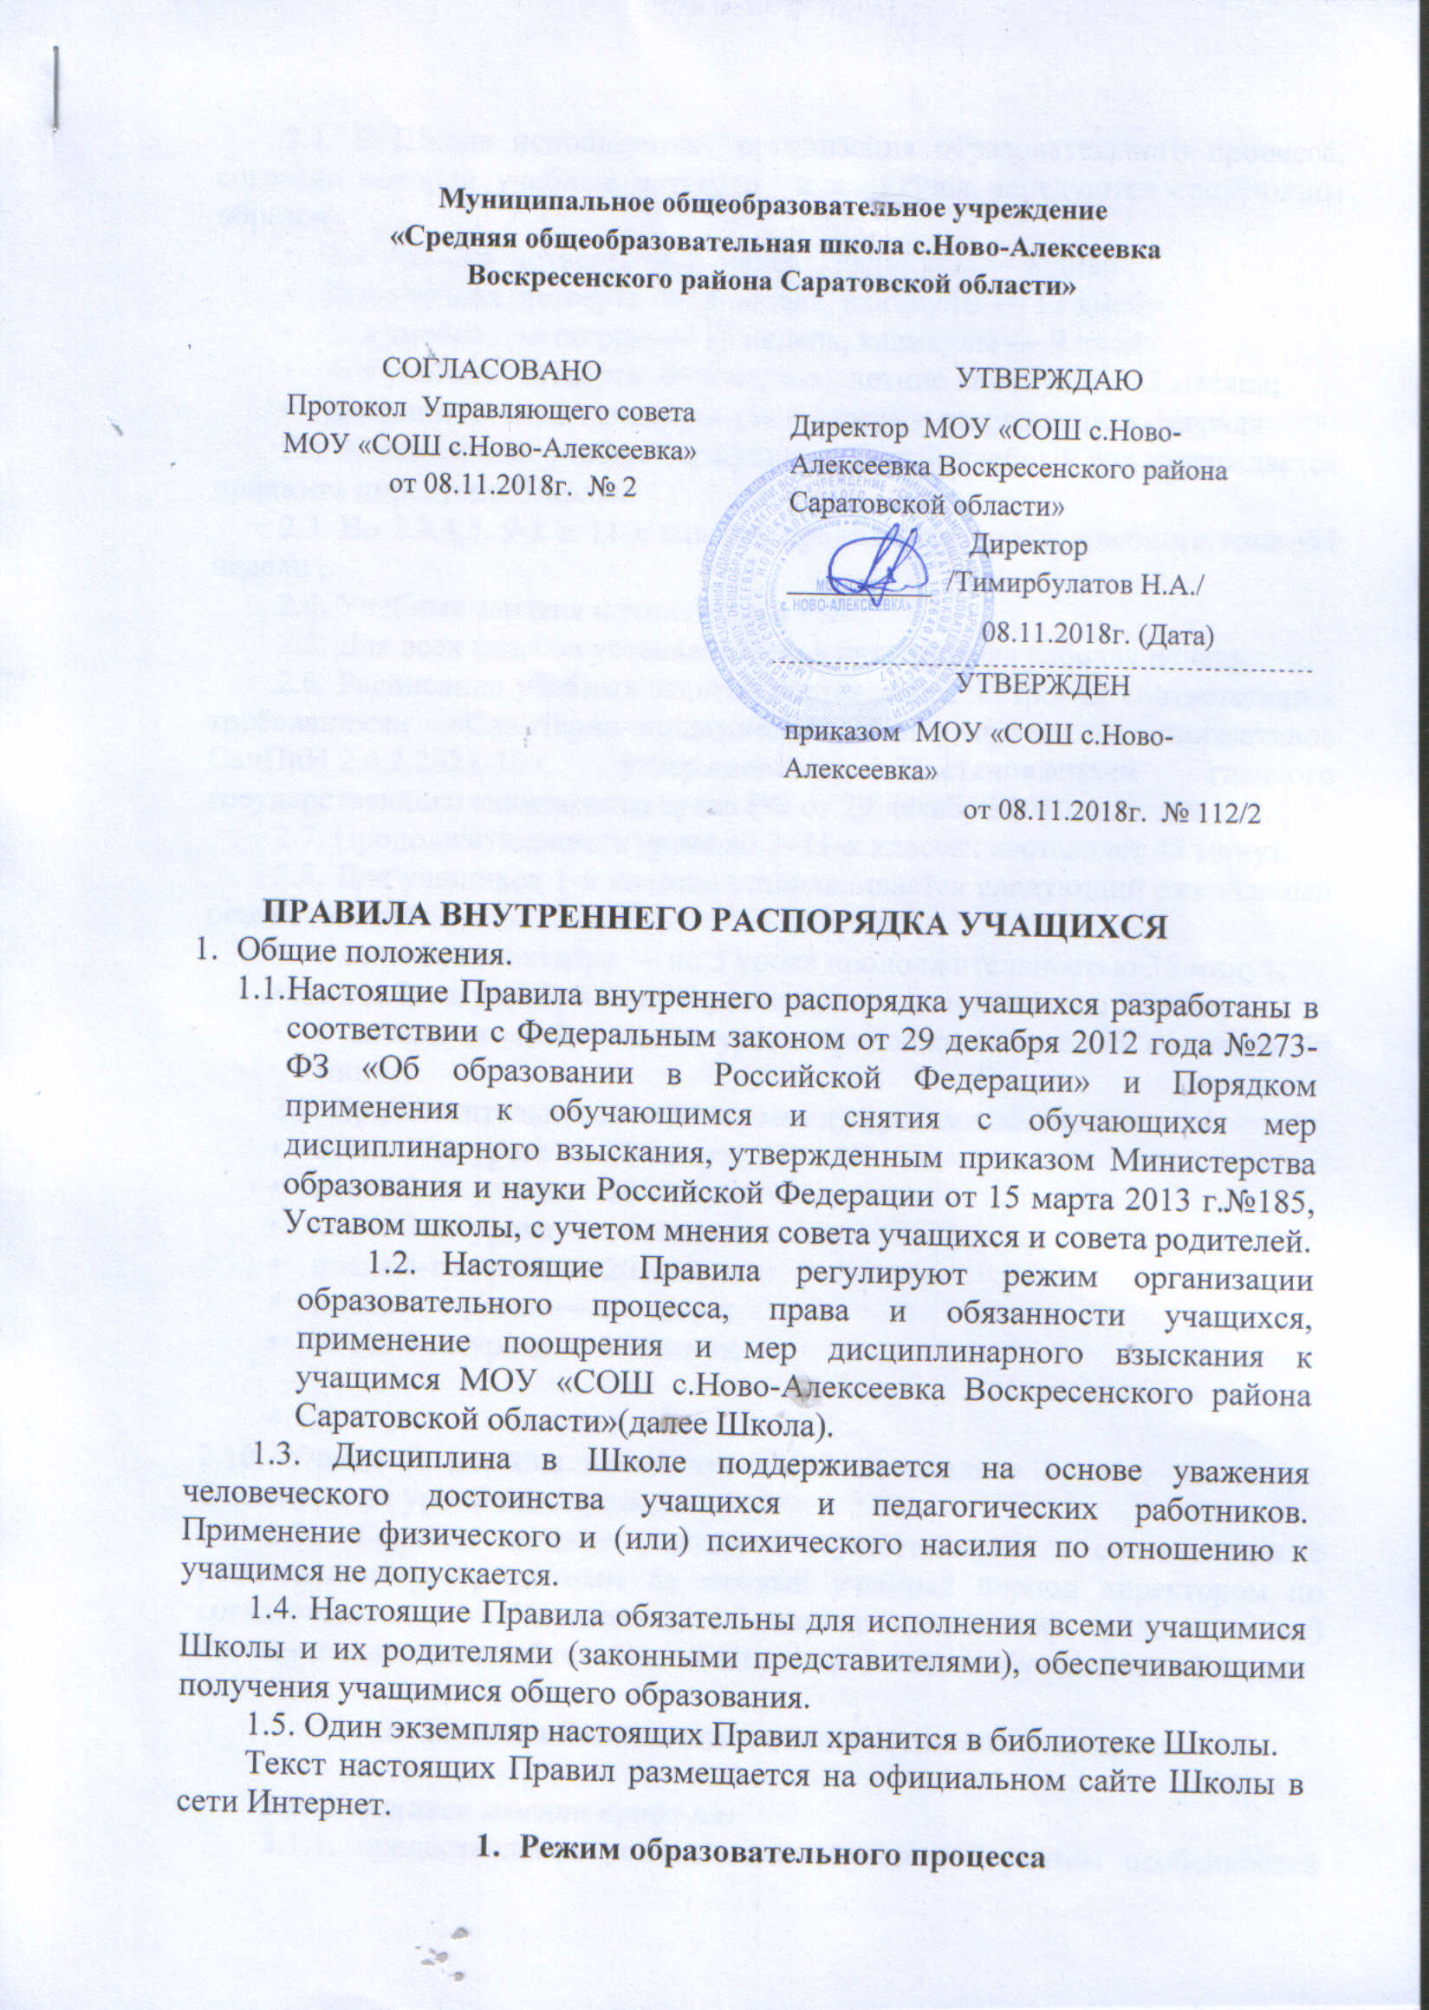 Муниципальное общеобразовательное учреждение
«Средняя общеобразовательная школа с.Ново-Алексеевка
Воскресенского района Саратовской области»
СОГЛАСОВАНО
Протокол Управляющего совета
МОУ «СОШ с.Ново-Алексеевка»
от 08.11.2018г. № 2
УТВЕРЖДАЮ
Директор МОУ «СОШ с.Ново-
Алексеевка Воскресенского района
Саратовской области»
Директор
/Тимирбулатов Н.А./
с. НОВО-АЛЕКСЕЕВКА»
08.11.2018г. (Дата)
УТВЕРЖДЕН
приказом МОУ «СОШ с.Ново-
Алексеевка»
от 08.11.2018г. № 112/2
ПРАВИЛА ВНУТРЕННЕГО РАСПОРЯДКА УЧАЩИХСЯ
1. Общие положения.
1.1.Настоящие Правила внутреннего распорядка учащихся разработаны в
соответствии с Федеральным законом от 29 декабря 2012 года №273-
ФЗ «Об образовании в Российской Федерации» и Порядком
применения к обучающимся и снятия с обучающихся мер
дисциплинарного взыскания, утвержденным приказом Министерства
образования и науки Российской Федерации от 15 марта 2013 г.№185,
Уставом школы, с учетом мнения совета учащихся и совета родителей.
1.2. Настоящие Правила регулируют режим организации
образовательного процесса, права и обязанности учащихся,
применение поощрения и мер дисциплинарного взыскания к
учащимся МОУ «СОШ с.Ново-Алексеевка Воскресенского района
Саратовской области»(далее Школа).
1.3. Дисциплина в Школе поддерживается на основе уважения
человеческого достоинства учащихся и педагогических работников.
Применение физического и (или) психического насилия по отношению к
учащимся не допускается.
1.4. Настоящие Правила обязательны для исполнения всеми учащимися
Школы и их родителями (законными представителями), обеспечивающими
получения учащимися общего образования.
1.5. Один экземпляр настоящих Правил хранится в библиотеке Школы.
Текст настоящих Правил размещается на официальном сайте Школы в
сети Интернет.
1. Режим образовательного процесса